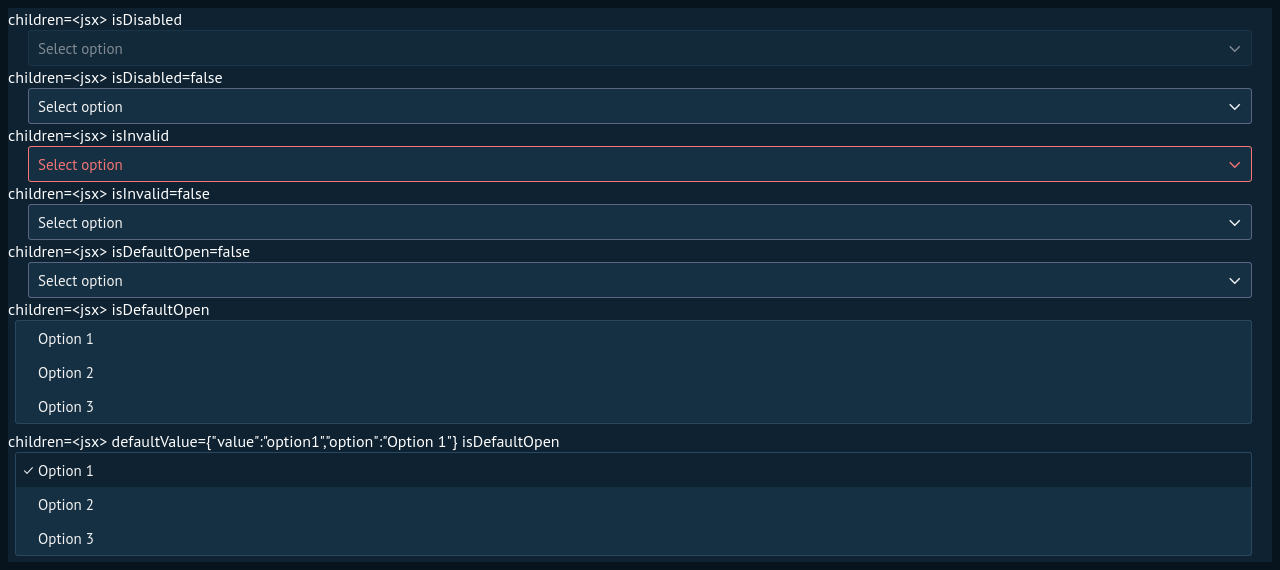 children=<jsx> isDisabled
Select option
children=<jsx> isDisabled=false
Select option
children=<jsx> isInvalid
Select option
children=<jsx> isInvalid=false
Select option
children=<jsx> isDefaultOpen=false
Select option
children=<jsx> isDefaultOpen
Option 1
Option 2
Option 3
children=<jsx> defaultValue={"value":"option1","option":"Option 1"} isDefaultOpen
Option 1
Option 2
Option 3